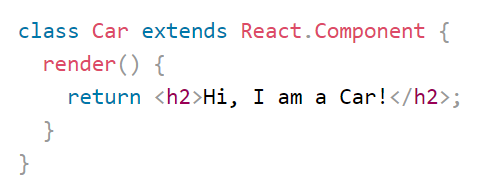 class Car extends React.Component {
  render() {
    return <h2>Hi, I am a Car!</h2>;
  }
}